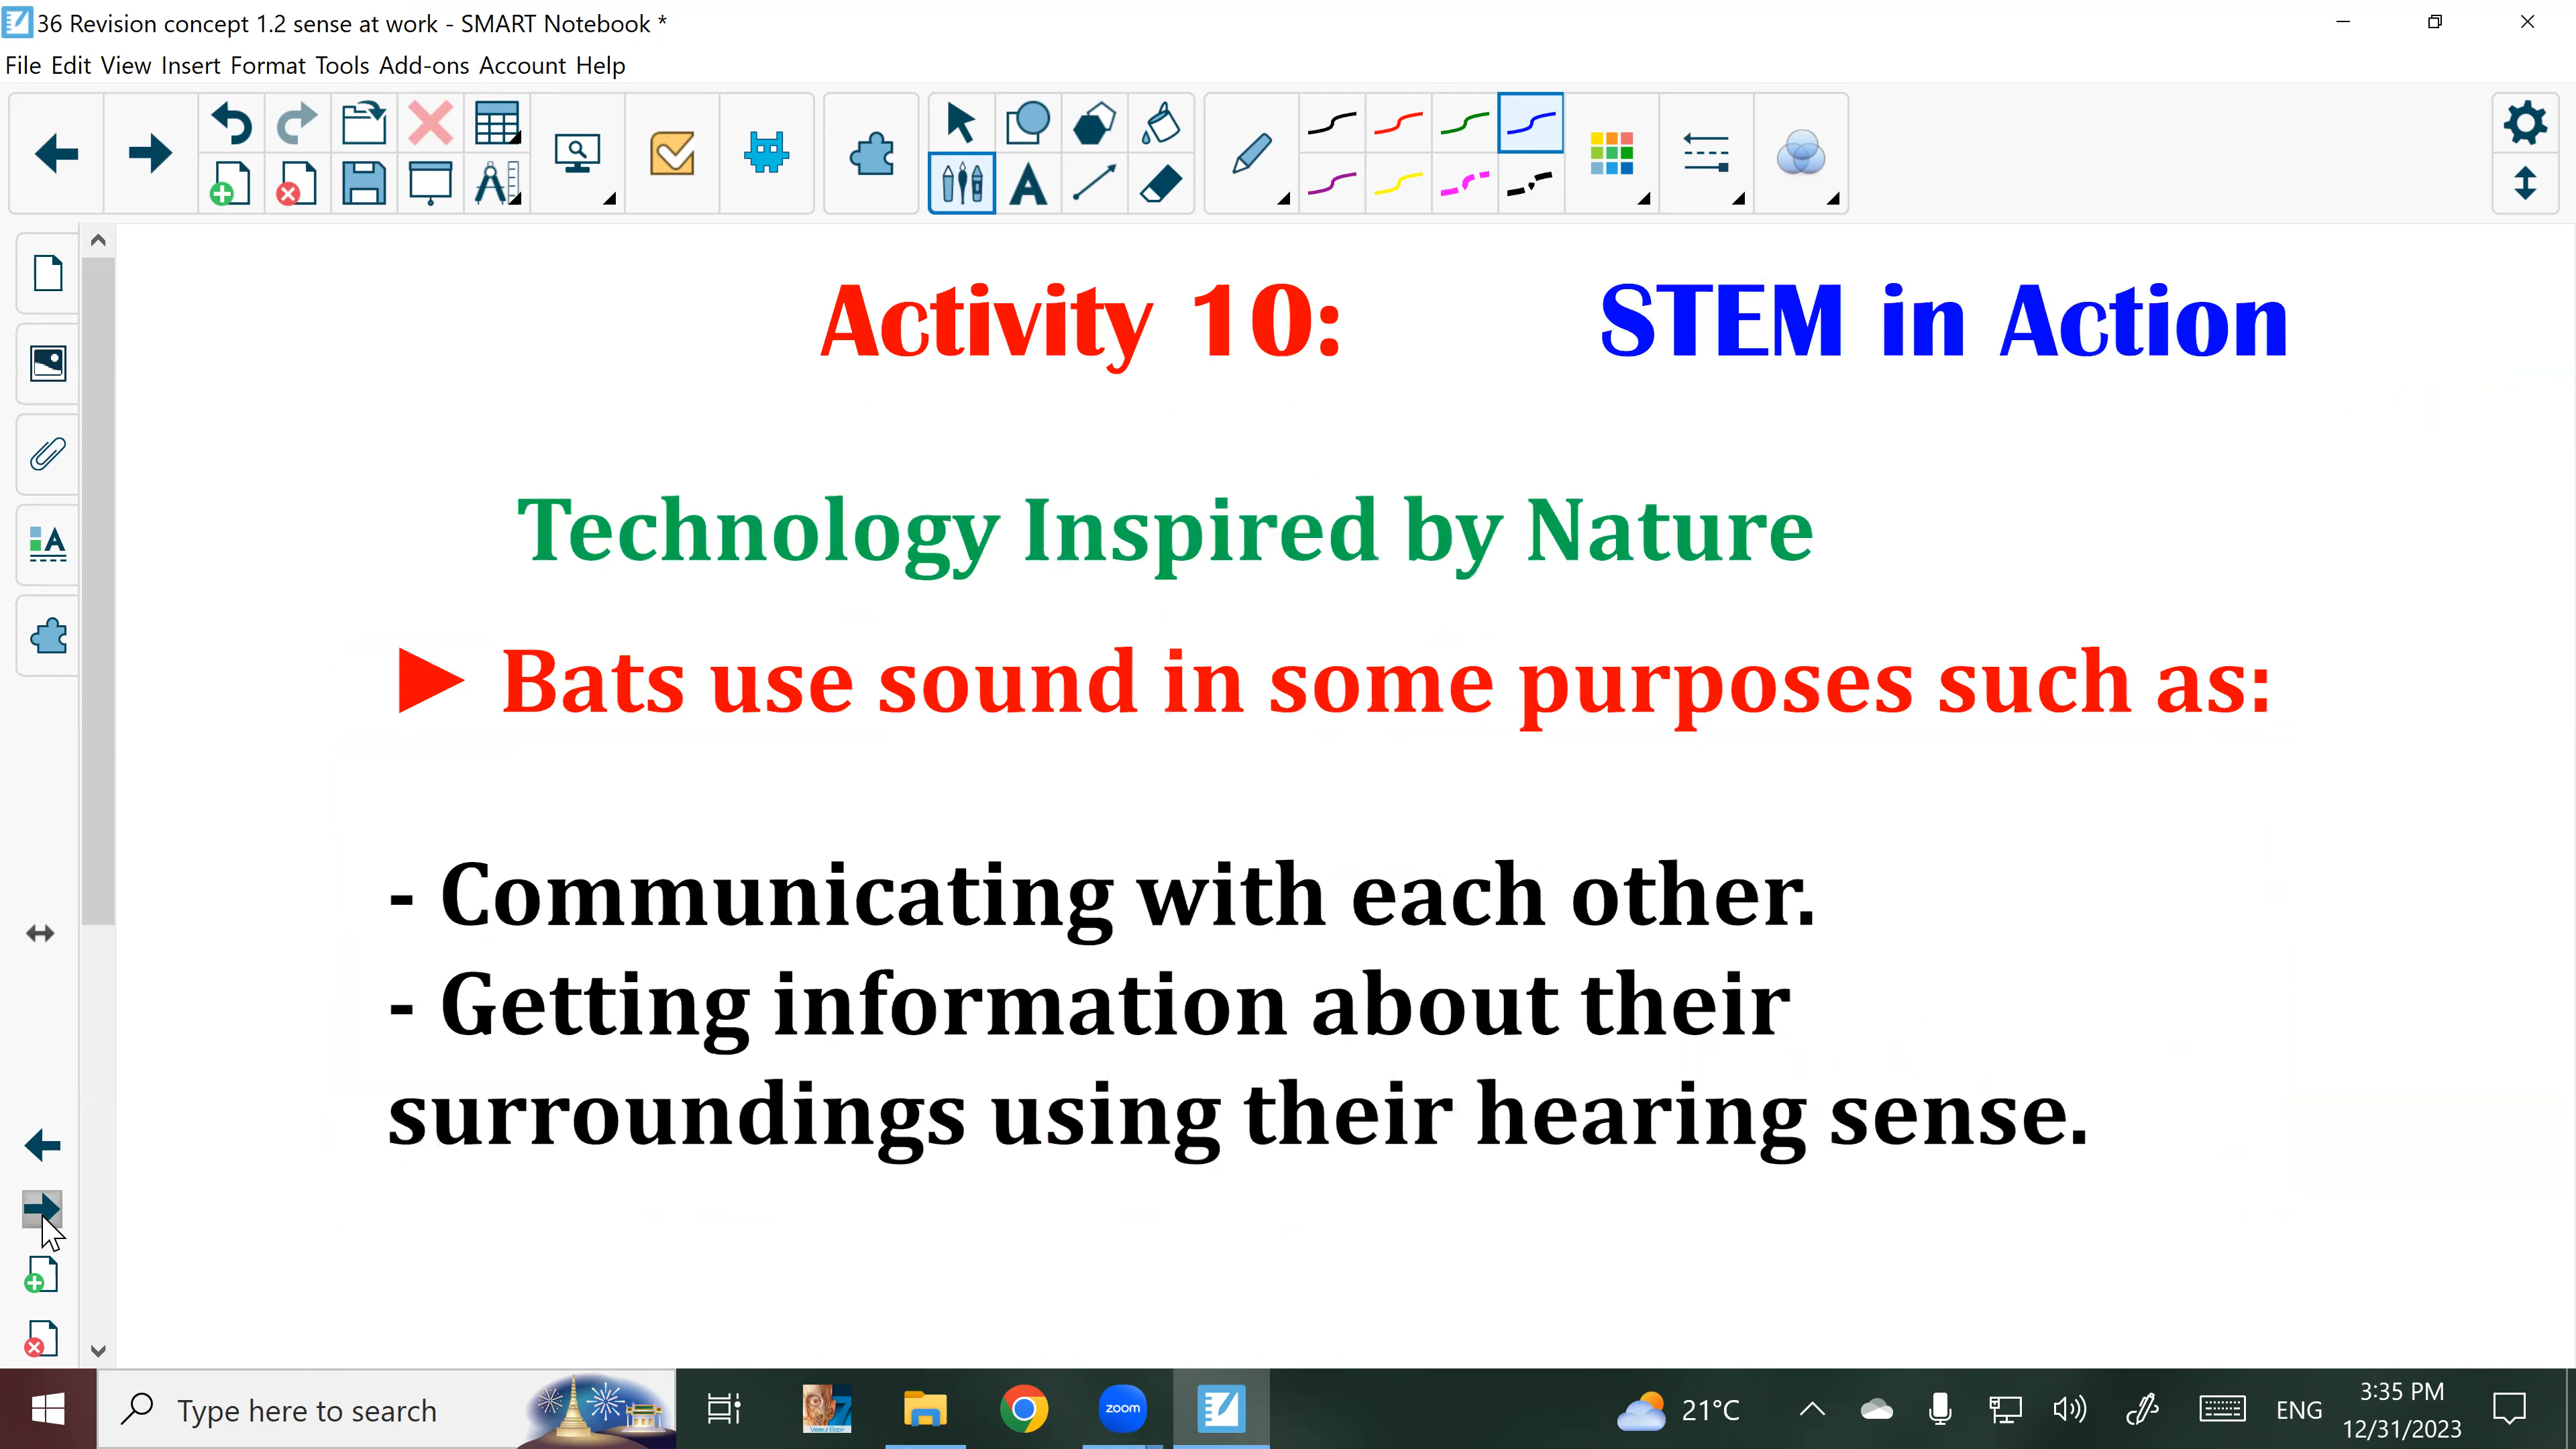 36 Revision concept 1.2 sense at work - SMART Notebook *
File Edit View Insert Format Tools Add-ons Account Help
Activity 10: STEM in Action
Technology Inspired by Nature
► Bats use sound in some purposes such as:
- Communicating with each other.
- Getting information about their
surroundings using their hearing sense.
Type here to search
zoom
21°C
ENG
3:35 PM
12/31/2023